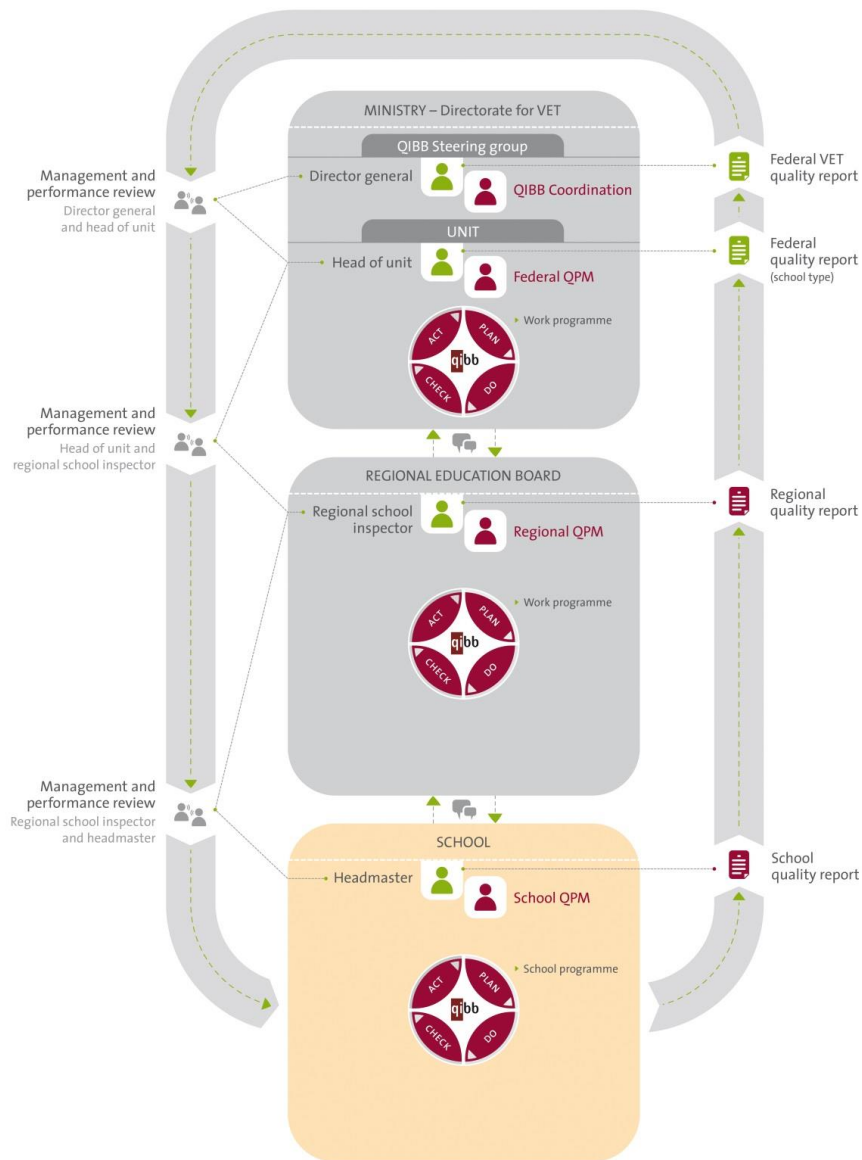 MINISTRY – Directorate for VET
QIBB Steering group
Director general
QIBB Coordination
UNIT
Head of unit
Federal QPM
Work programme
ACT
PLAN
qibb
CHECK
DO
Management and
performance review
Director general
and head of unit
Federal VET
quality report
Federal
quality report
(school type)
Management and
performance review
Head of unit and
regional school inspector
REGIONAL EDUCATION BOARD
Regional school
inspector
Regional QPM
Work programme
ACT
PLAN
qibb
CHECK
DO
Regional
quality report
Management and
performance review
Regional school inspector
and headmaster
SCHOOL
Headmaster
School QPM
School programme
ACT
PLAN
qibb
CHECK
DO
School
quality report